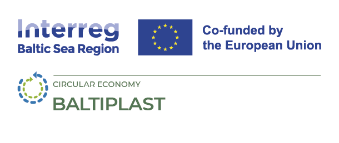 Interreg
Baltic Sea Region
Co-funded by
the European Union
CIRCULAR ECONOMY
BALTIPLAST